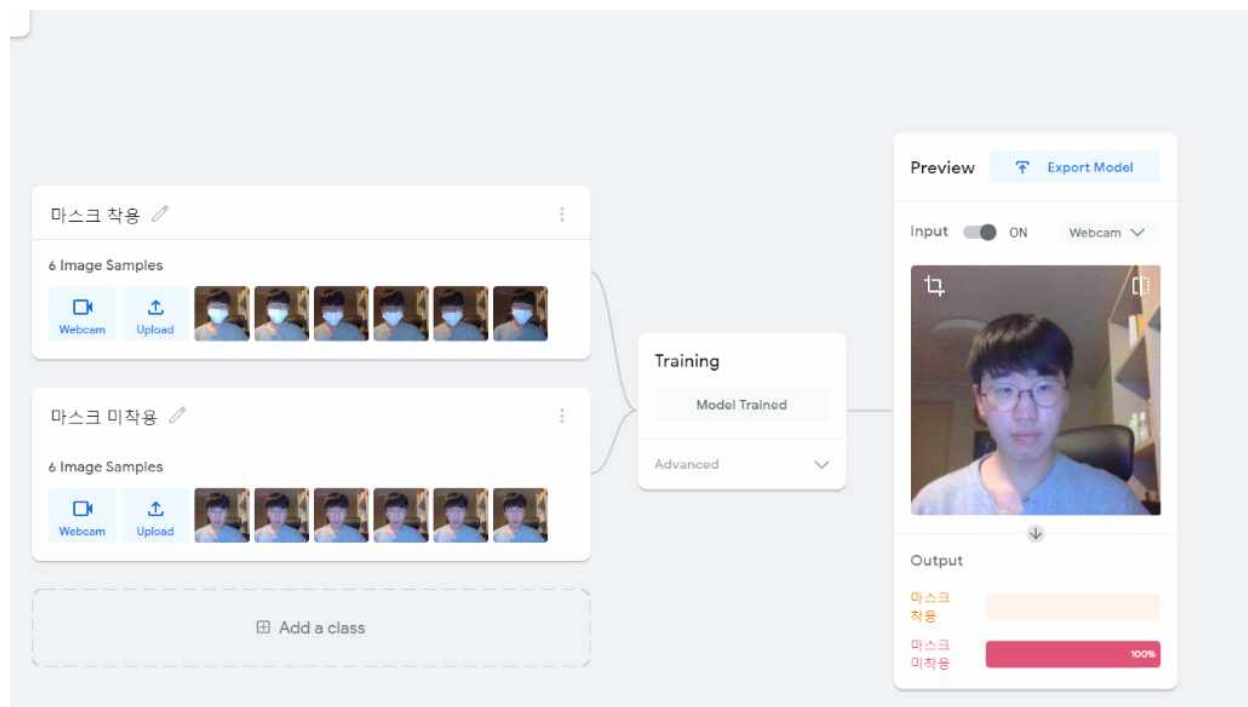 마스크 착용
6 Image Samples
Webcam
Upload
마스크 미착용
6 Image Samples
Webcam
Upload
Add a class
Training
Model Trained
Advanced
Preview
Export Model
Input
ON
Webcam
Output
마스크
착용
마스크
미착용
100%